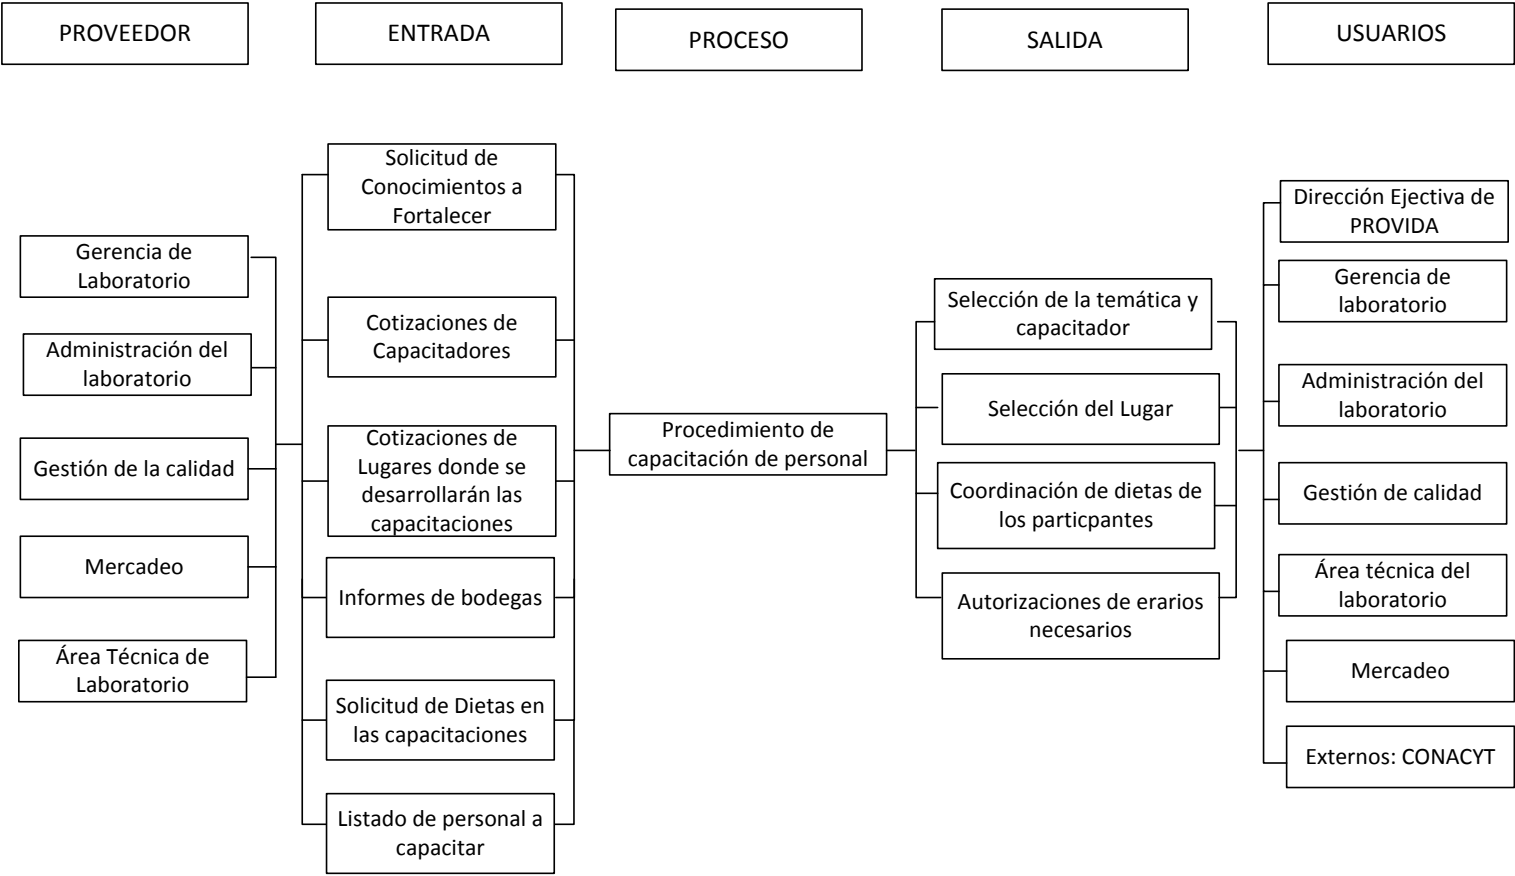 PROVEEDOR
ENTRADA
PROCESO
SALIDA
USUARIOS
Gerencia de
Laboratorio
Administración del
laboratorio
Gestión de la calidad
Mercadeo
Área Técnica de
Laboratorio
Solicitud de
Conocimientos a
Fortalecer
Cotizaciones de
Capacitadores
Cotizaciones de
Lugares donde se
desarrollarán las
capacitaciones
Informes de bodegas
Solicitud de Dietas en
las capacitaciones
Listado de personal a
capacitar
Procedimiento de
capacitación de personal
Selección de la temática y
capacitador
Selección del Lugar
Coordinación de dietas de
los particpantes
Autorizaciones de erarios
necesarios
Dirección Ejectiva de
PROVIDA
Gerencia de
laboratorio
Administración del
laboratorio
Gestión de calidad
Área técnica del
laboratorio
Mercadeo
Externos: CONACYT